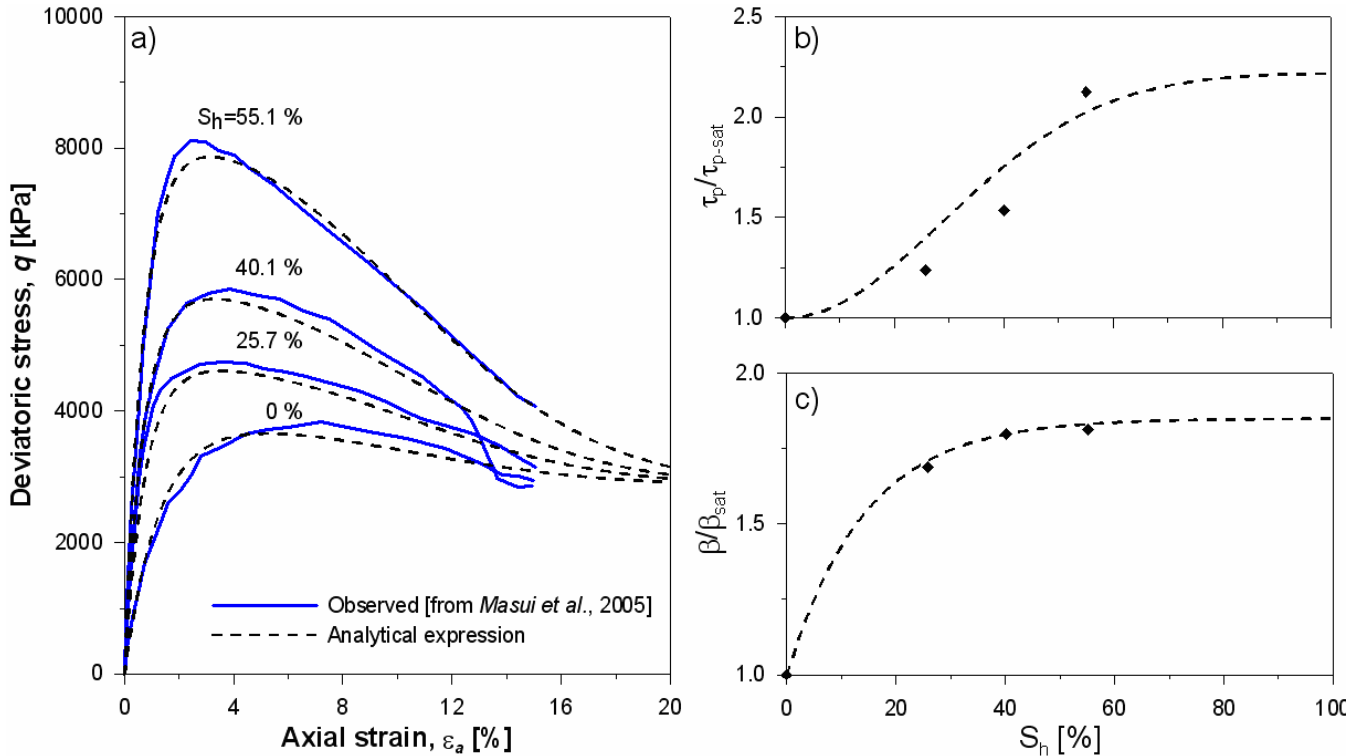 a)
10000
8000
6000
4000
2000
0
Deviatoric stress, q [kPa]
Sh=55.1 %
40.1 %
25.7 %
0 %
Observed [from Masui et al., 2005]
Analytical expression
0
4
8
12
16
20
Axial strain, εa [%]
b)
2.5
2.0
1.5
1.0
τp/τp-sat
c)
2.0
1.5
1.0
β/βsat
0
20
40
60
80
100
Sh [%]